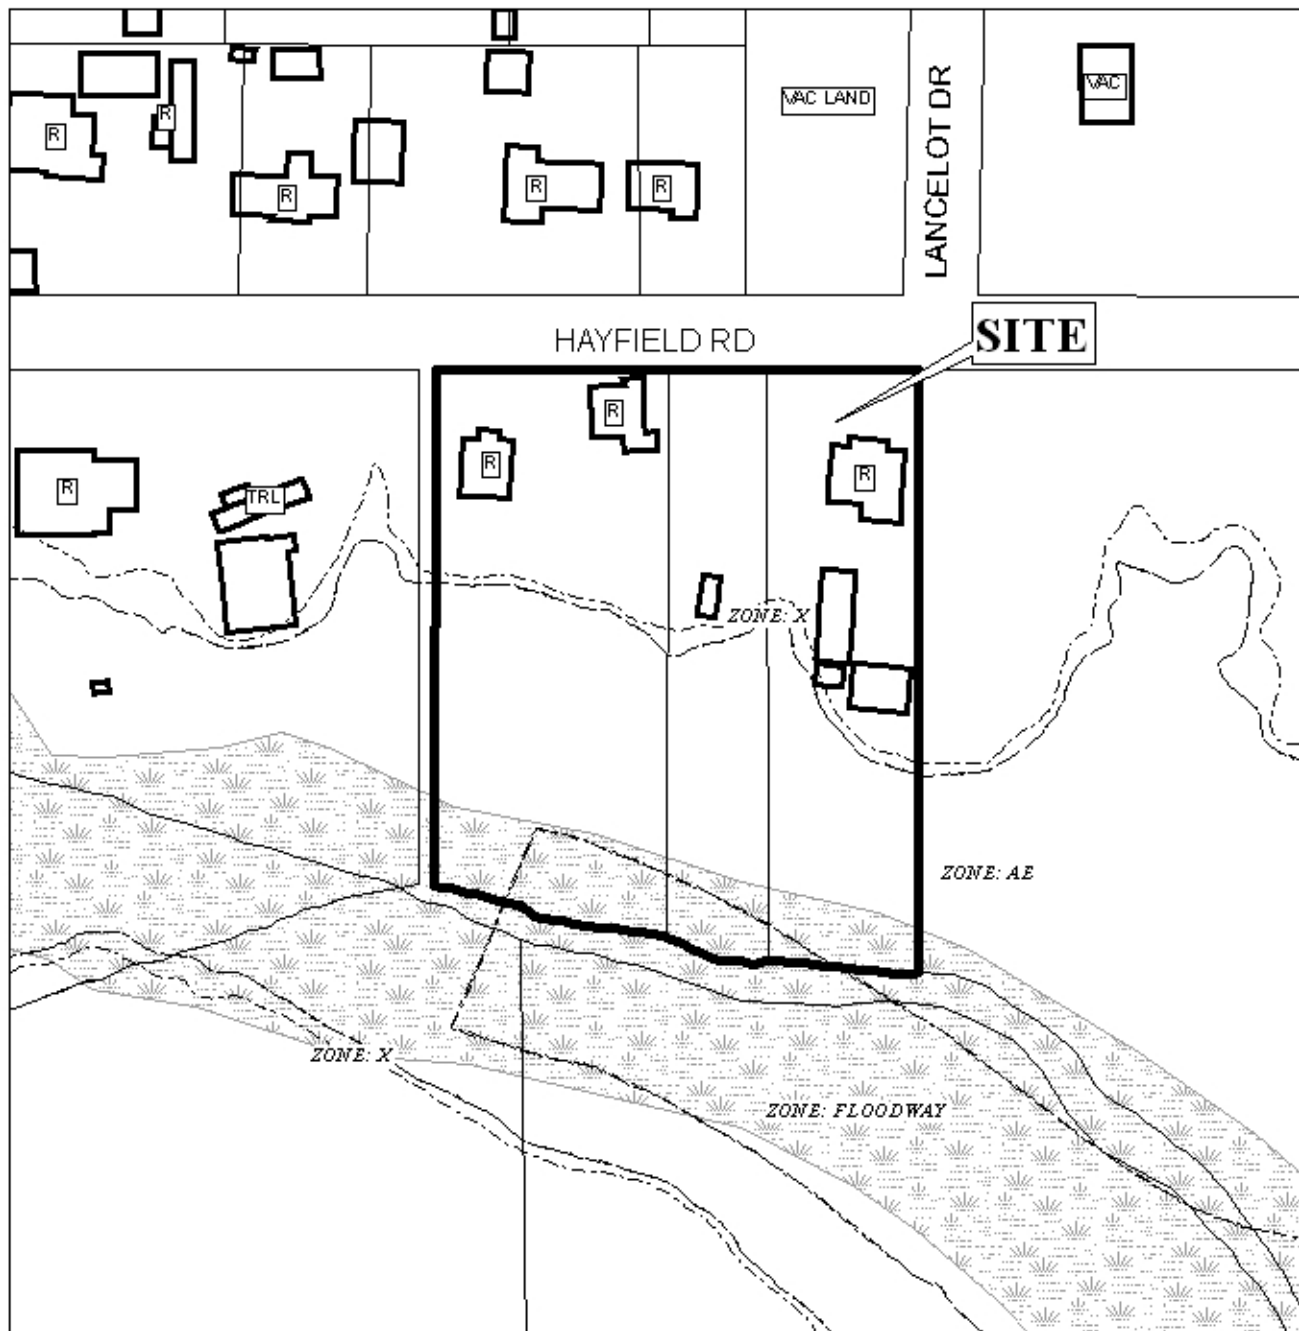 VAC LAND
VAC
R
R
R
R
R
LANCELOT DR
HAYFIELD RD
SITE
R
R
R
R
TRL
ZONE: X
ZONE: AE
ZONE: X
ZONE: FLOODWAY